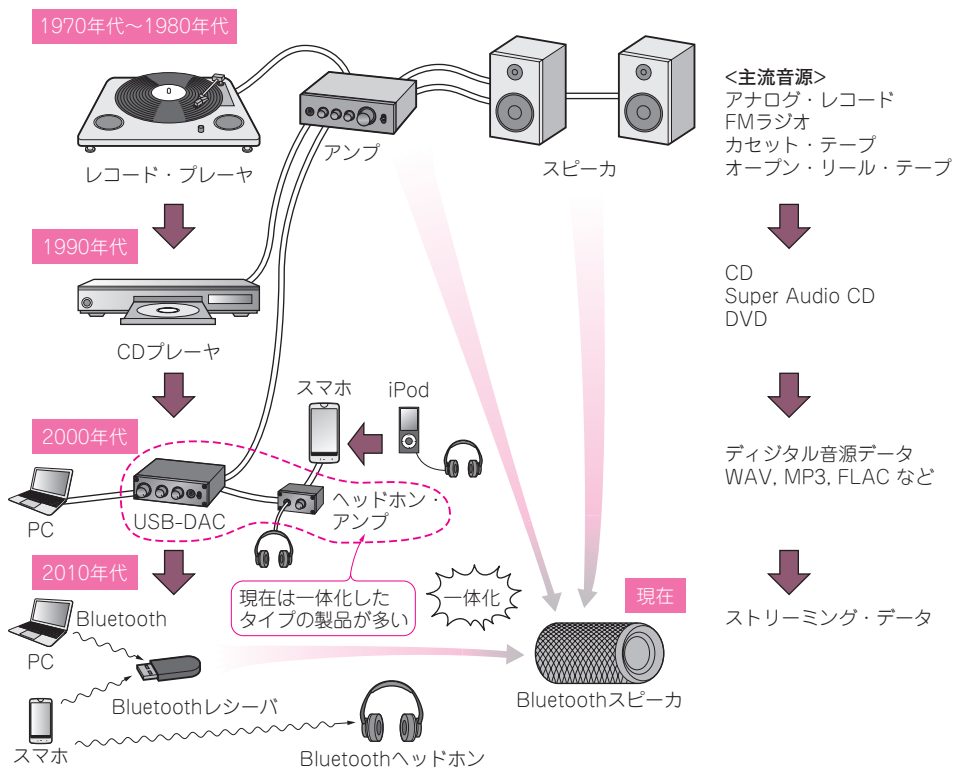 1970年代〜1980年代
レコード・プレーヤ
アンプ
スピーカ
<主流音源>
アナログ・レコード
FMラジオ
カセット・テープ
オープン・リール・テープ
1990年代
CDプレーヤ
CD
Super Audio CD
DVD
2000年代
スマホ
iPod
PC
USB-DAC
ヘッドホン・
アンプ
ディジタル音源データ
WAV, MP3, FLAC など
2010年代
現在は一体化した
タイプの製品が多い
一体化
現在
Bluetooth
PC
Bluetoothレシーバ
スマホ
Bluetoothヘッドホン
Bluetoothスピーカ
ストリーミング・データ